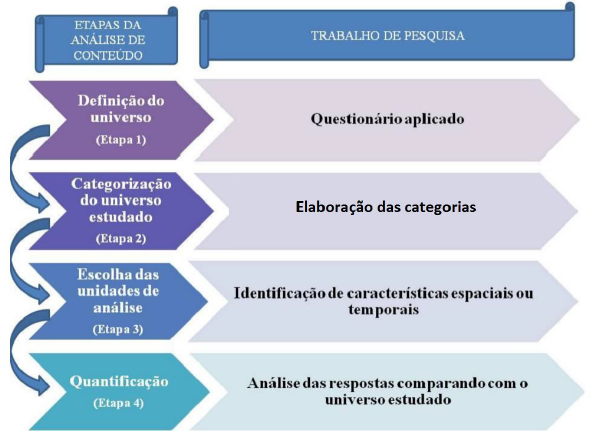 ETAPAS DA
ANÁLISE DE
CONTEÚDO
TRABALHO DE PESQUISA
Definição do
universo
(Etapa 1)
Questionário aplicado
Categorização
do universo
estudado
(Etapa 2)
Elaboração das categorias
Escolha das
unidades de
análise
(Etapa 3)
Identificação de características espaciais ou
temporais
Quantificação
(Etapa 4)
Análise das respostas comparando com o
universo estudado